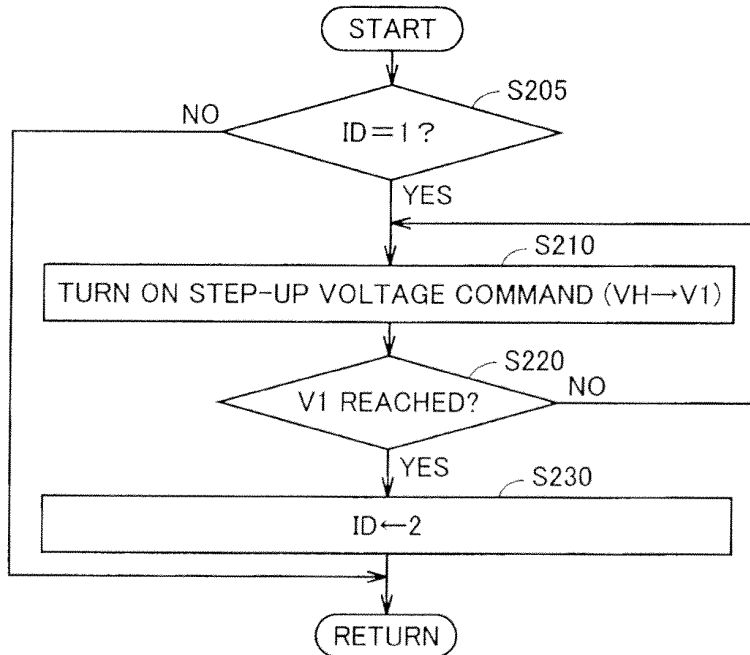 START
S205
NO
ID=1?
YES
S210
TURN ON STEP-UP VOLTAGE COMMAND (VH→V1)
S220
V1 REACHED?
NO
YES
S230
ID←2
RETURN